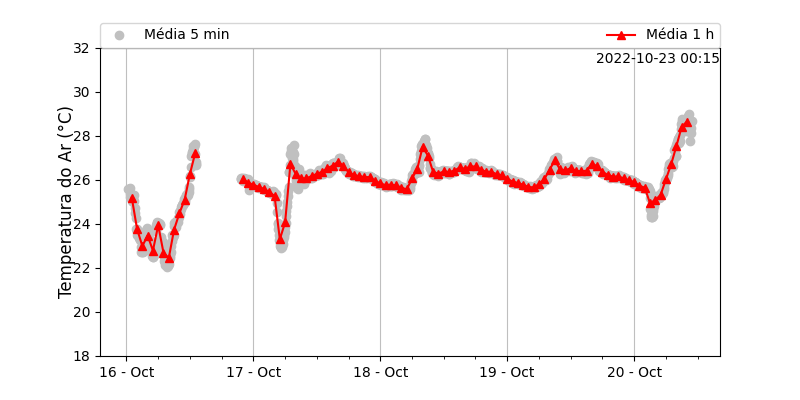 Média 5 min
Média 1 h
2022-10-23 00:15
Temperatura do Ar (°C)
32
30
28
26
24
22
20
18
16 - Oct
17 - Oct
18 - Oct
19 - Oct
20 - Oct